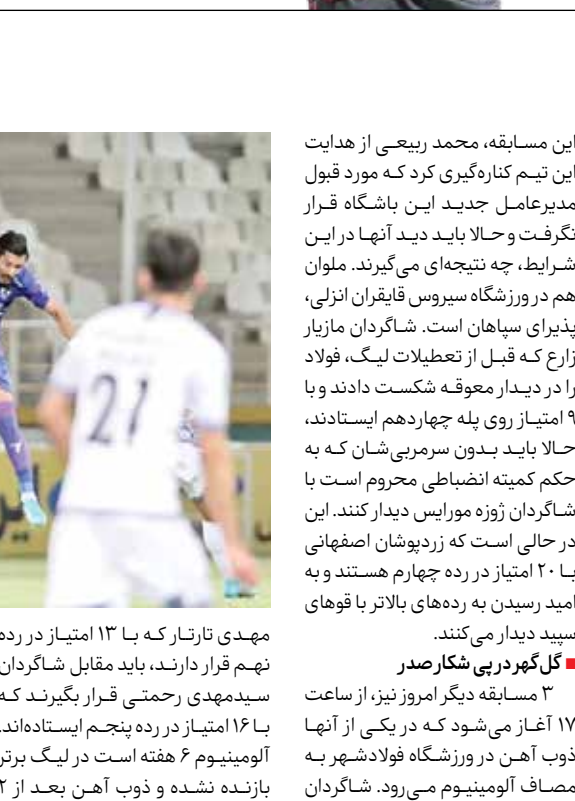 این مسابقه، محمد ربیعی از هدایت
این تیم کناره‌گیری کرد که مورد قبول
مدیرعامل جدید این باشگاه قرار
نگرفت و حالا باید دید آنها در این
شرایط، چه نتیجه‌ای می‌گیرند. ملوان
هم در ورزشگاه سیروس قایقران انزلی،
پذیرای سپاهان است. شاگردان مازیار
زارع که قبل از تعطیلات لیگ، فولاد
را در دیدار معوقه شکست دادند و با
۹ امتیاز روی پله چهاردهم ایستادند،
حالا باید بدون سرمربی‌شان که به
حکم کمیته انضباطی محروم است با
شاگردان ژوزه مورایس دیدار کنند. این
در حالی است که زردپوشان اصفهانی
با ۲۰ امتیاز در رده چهارم هستند و به
امید رسیدن به رده‌های بالاتر با قوهای
سپید دیدار می‌کنند.
گل‌گهر در پی شکار صدر
۳ مسابقه دیگر امروز نیز، از ساعت
۱۷ آغاز می‌شود که در یکی از آنها
ذوب آهن در ورزشگاه فولادشهر به
مصاف آلومینیوم می‌رود. شاگردان
21
مهدی تارتار که با ۱۳ امتیاز در رده
نهم قرار دارند، باید مقابل شاگردان
سیدمهدی رحمتی قرار بگیرند که
با ۱۶ امتیاز در رده پنجم ایستاده‌اند.
آلومینیوم ۶ هفته است در لیگ برتر
بازنده نشده و ذوب آهن بعد از ۲